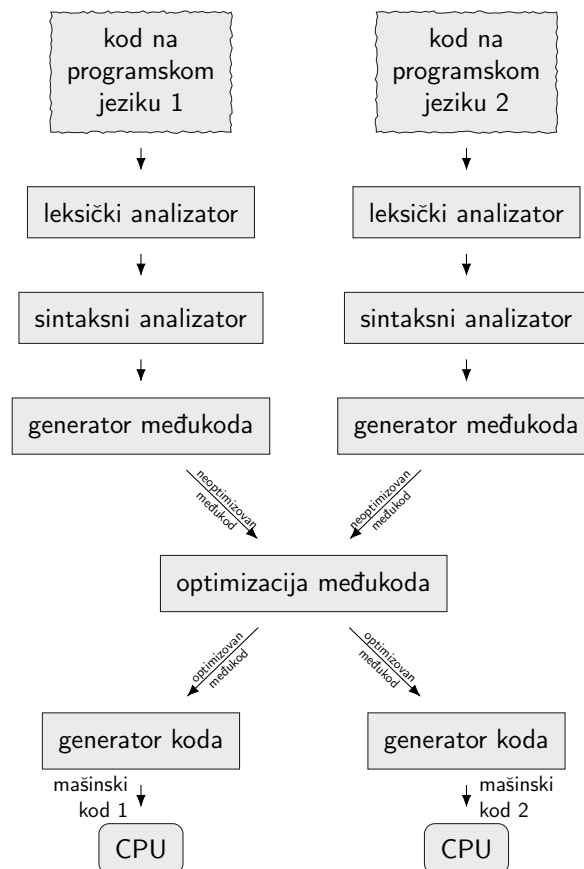 kod na
programskom
jeziku 1
kod na
programskom
jeziku 2
leksički analizator
leksički analizator
sintaksni analizator
sintaksni analizator
generator međukoda
generator međukoda
neoptimizovan
međukod
neoptimizovan
međukod
optimizacija međukoda
optimizovan
međukod
optimizovan
međukod
generator koda
generator koda
mašinski
kod 1
mašinski
kod 2
CPU
CPU